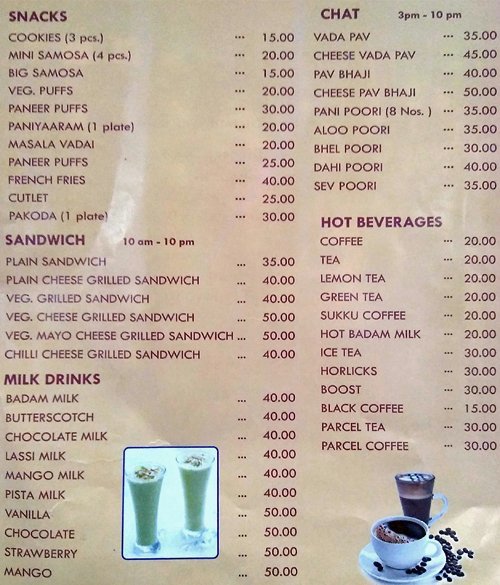 SNACKS
COOKIES (3 pcs.) ... 15.00
MINI SAMOSA (4 pcs.) ... 20.00
BIG SAMOSA ... 15.00
VEG. PUFFS ... 20.00
PANEER PUFFS ... 30.00
PANIYAARAM (1 plate) ... 20.00
MASALA VADAI ... 20.00
PANEER PUFFS ... 25.00
FRENCH FRIES ... 40.00
CUTLET ... 25.00
PAKODA (1 plate) ... 30.00
SANDWICH 10 am - 10 pm
PLAIN SANDWICH ... 35.00
PLAIN CHEESE GRILLED SANDWICH ... 40.00
VEG. GRILLED SANDWICH ... 40.00
VEG. CHEESE GRILLED SANDWICH ... 50.00
VEG. MAYO CHEESE GRILLED SANDWICH ... 50.00
CHILLI CHEESE GRILLED SANDWICH ... 40.00
MILK DRINKS
BADAM MILK ... 40.00
BUTTERSCOTCH ... 40.00
CHOCOLATE MILK ... 40.00
LASSI MILK ... 40.00
MANGO MILK ... 40.00
PISTA MILK ... 40.00
VANILLA ... 50.00
CHOCOLATE ... 50.00
STRAWBERRY ... 50.00
MANGO ... 50.00
CHAT 3pm - 10 pm
VADA PAV ... 35.00
CHEESE VADA PAV ... 45.00
PAV BHAJI ... 40.00
CHEESE PAV BHAJI ... 50.00
PANI POORI (8 Nos. ) ... 35.00
ALOO POORI ... 35.00
BHEL POORI ... 30.00
DAHI POORI ... 40.00
SEV POORI ... 35.00
HOT BEVERAGES
COFFEE ... 20.00
TEA ... 20.00
LEMON TEA ... 20.00
GREEN TEA ... 20.00
SUKKU COFFEE ... 20.00
HOT BADAM MILK ... 20.00
ICE TEA ... 30.00
HORLICKS ... 30.00
BOOST ... 30.00
BLACK COFFEE ... 15.00
PARCEL TEA ... 30.00
PARCEL COFFEE ... 30.00